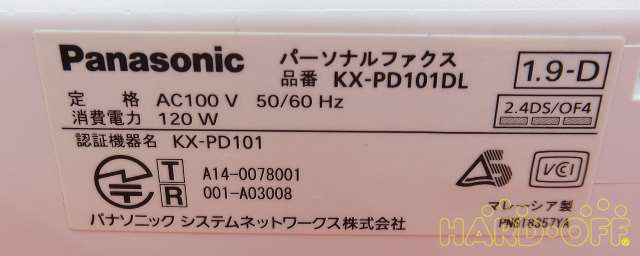 Panasonic
パーソナルファクス
品番 KX-PD101DL
1.9-D
定 格 AC100 V 50/60 Hz
消費電力 120 W
2.4DS/OF4
認証機器名 KX-PD101
T A14-0078001
R 001-A03008
VCI
パナソニック システムネットワークス株式会社
マレーシア製
PNGT8357YA
HARD-OFF